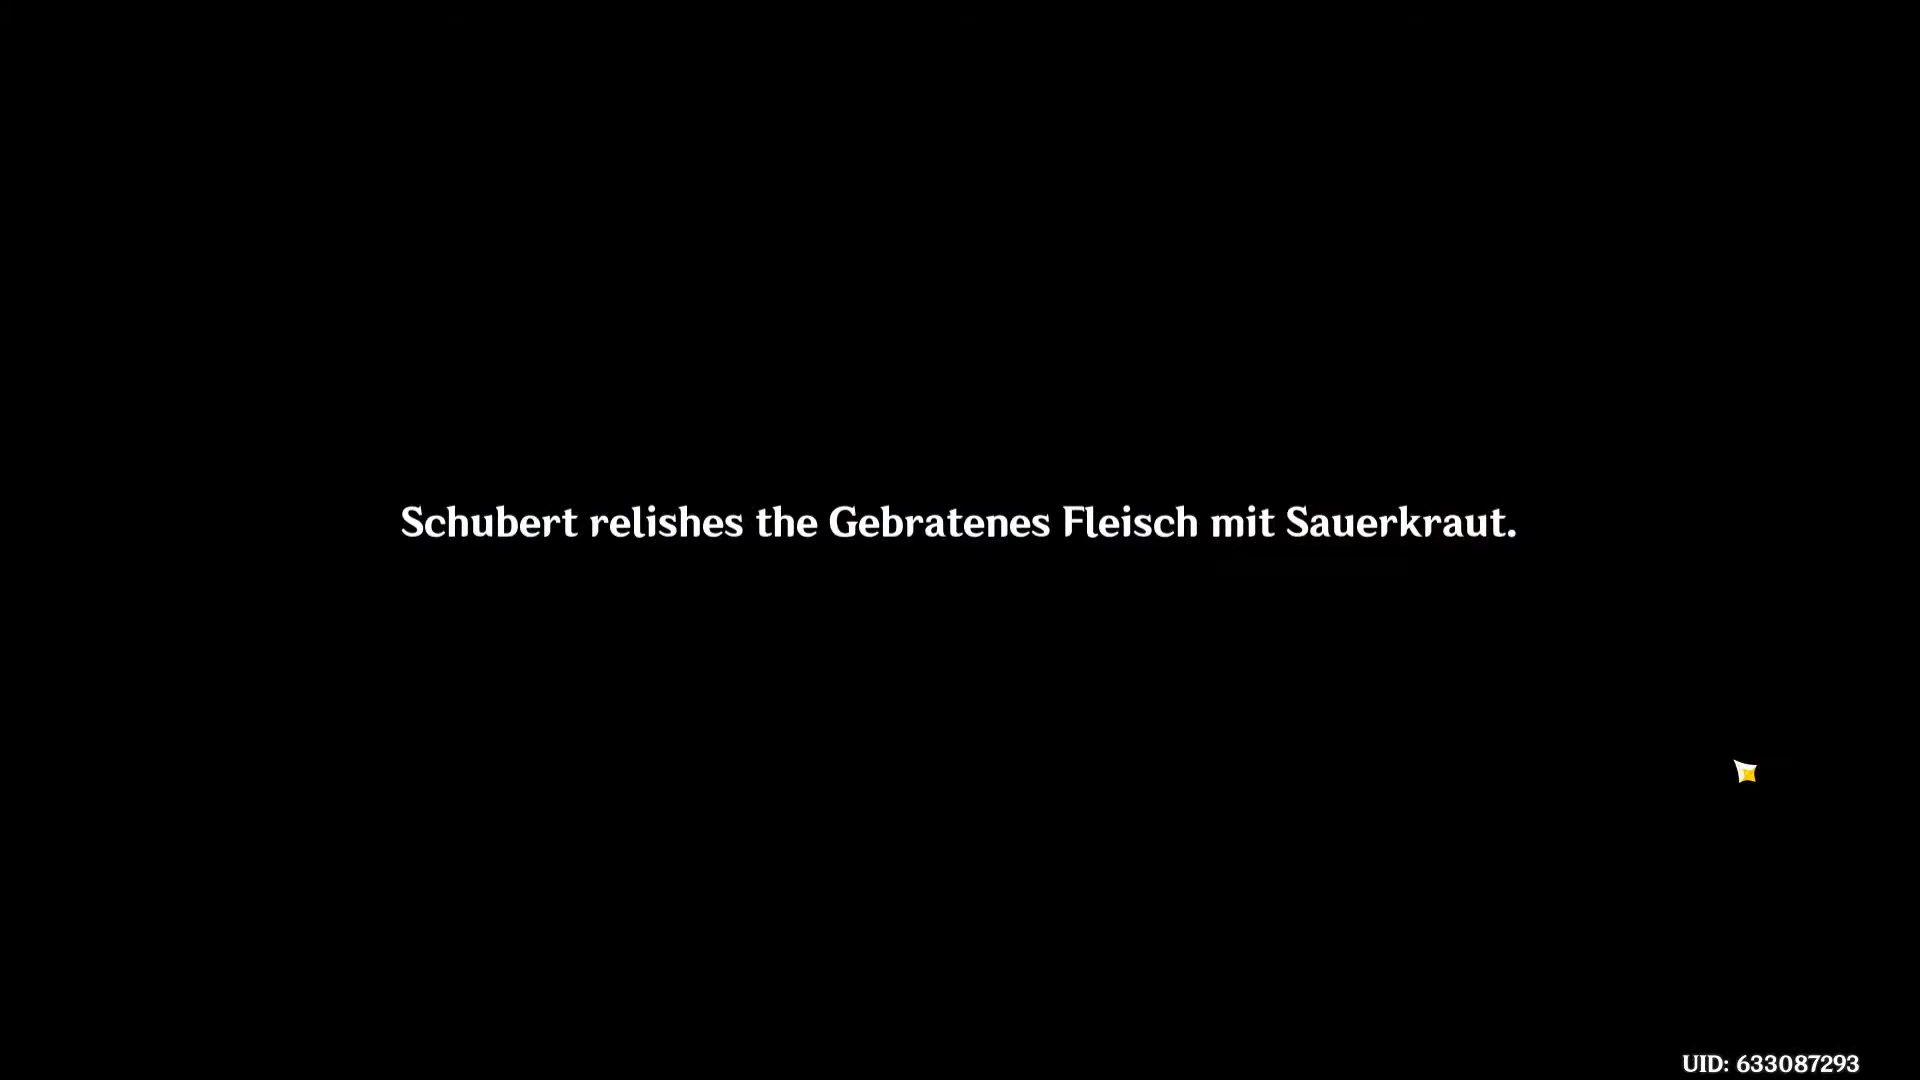 Schubert relishes the Gebratenes Fleisch mit Sauerkraut.
UID: 633087293